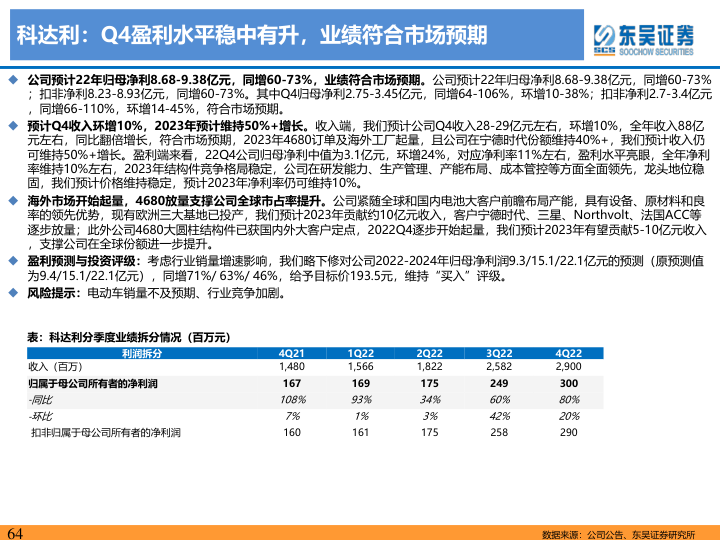 科达利：Q4盈利水平稳中有升，业绩符合市场预期
SCS
东吴证券
SOOCHOW SECURITIES
◆ 公司预计22年归母净利8.68-9.38亿元，同增60-73%，业绩符合市场预期。公司预计22年归母净利8.68-9.38亿元，同增60-73%
；扣非净利8.23-8.93亿元，同增60-73%。其中Q4归母净利2.75-3.45亿元，同增64-106%，环增10-38%；扣非净利2.7-3.4亿元
，同增66-110%，环增14-45%，符合市场预期。
◆ 预计Q4收入环增10%，2023年预计维持50%+增长。收入端，我们预计公司Q4收入28-29亿元左右，环增10%，全年收入88亿
元左右，同比翻倍增长，符合市场预期，2023年4680订单及海外工厂起量，且公司在宁德时代份额维持40%+，我们预计收入仍
可维持50%+增长。盈利端来看，22Q4公司归母净利中值为3.1亿元，环增24%，对应净利率11%左右，盈利水平亮眼，全年净利
率维持10%左右，2023年结构件竞争格局稳定，公司在研发能力、生产管理、产能布局、成本管控等方面全面领先，龙头地位稳
固，我们预计价格维持稳定，预计2023年净利率仍可维持10%。
◆ 海外市场开始起量，4680放量支撑公司全球市占率提升。公司紧随全球和国内电池大客户前瞻布局产能，具有设备、原材料和良
率的领先优势，现有欧洲三大基地已投产，我们预计2023年贡献约10亿元收入，客户宁德时代、三星、Northvolt、法国ACC等
逐步放量；此外公司4680大圆柱结构件已获国内外大客户定点，2022Q4逐步开始起量，我们预计2023年有望贡献5-10亿元收入
，支撑公司在全球份额进一步提升。
◆ 盈利预测与投资评级：考虑行业销量增速影响，我们略下修对公司2022-2024年归母净利润9.3/15.1/22.1亿元的预测（原预测值
为9.4/15.1/22.1亿元），同增71%/ 63%/ 46%，给予目标价193.5元，维持“买入”评级。
◆ 风险提示：电动车销量不及预期、行业竞争加剧。
表：科达利分季度业绩拆分情况（百万元）
利润拆分 4Q21 1Q22 2Q22 3Q22 4Q22
收入（百万） 1,480 1,566 1,822 2,582 2,900
归属于母公司所有者的净利润 167 169 175 249 300
-同比 108% 93% 34% 60% 80%
-环比 7% 1% 3% 42% 20%
扣非归属于母公司所有者的净利润 160 161 175 258 290
64
数据来源：公司公告、东吴证券研究所